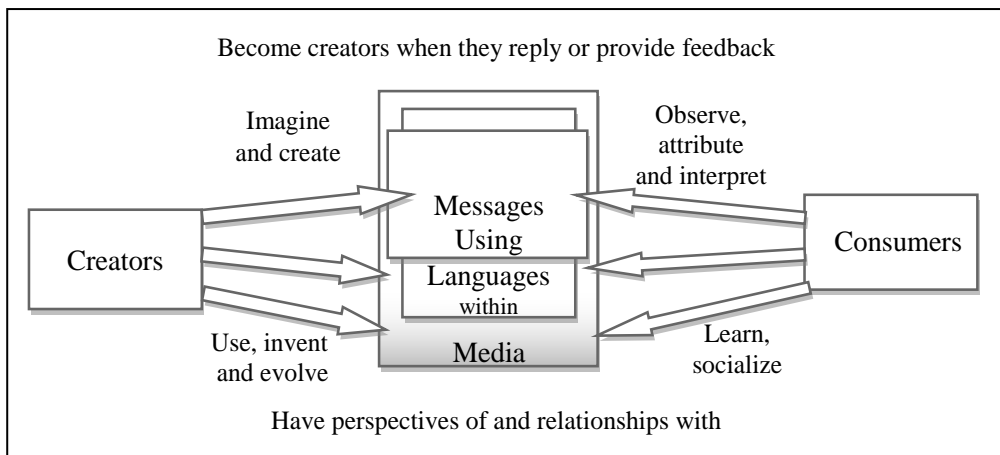 Become creators when they reply or provide feedback
Imagine
and create
Observe,
attribute
and interpret
Messages
Using
Creators
Consumers
Languages
within
Use, invent
and evolve
Media
Learn,
socialize
Have perspectives of and relationships with